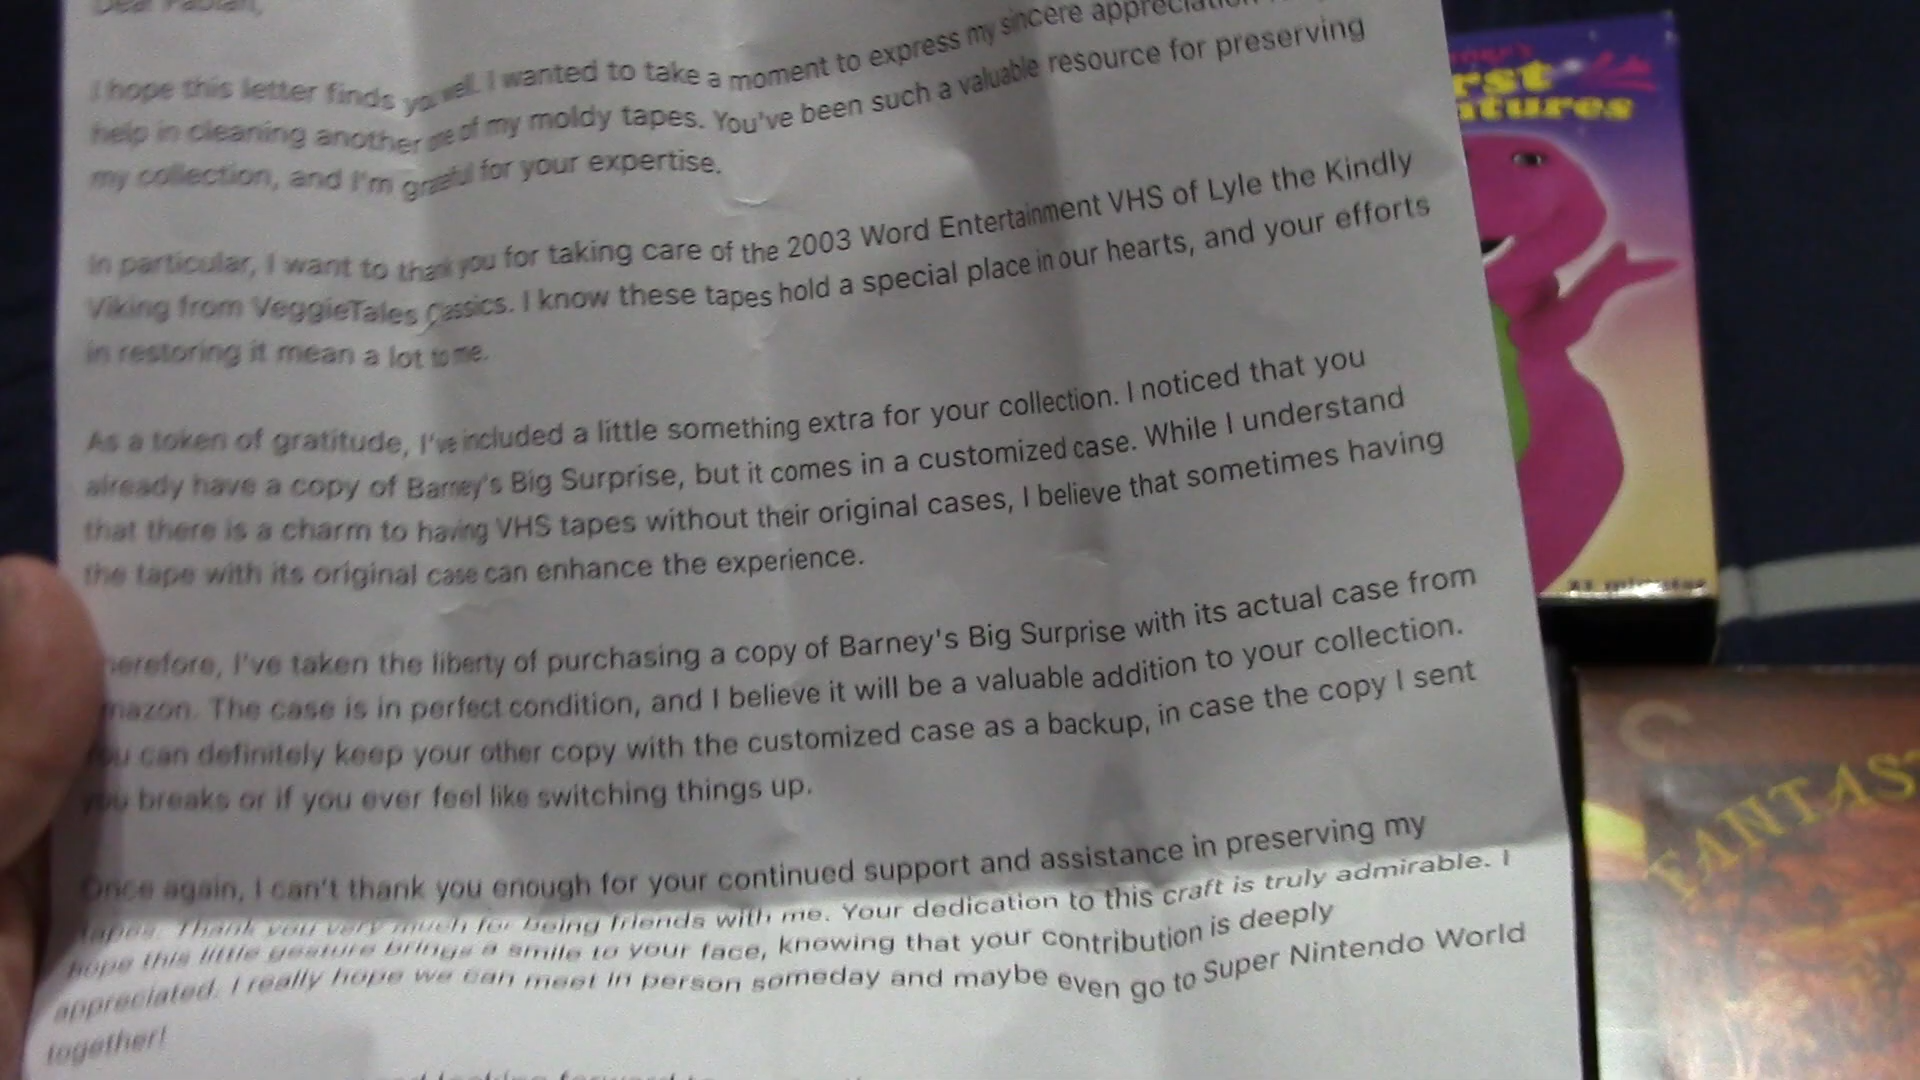 Dear Fabian,
I hope this letter finds you well. I wanted to take a moment to express my sincere appreciation
help in cleaning another one of my moldy tapes. You've been such a valuable resource for preserving
my collection, and I'm grateful for your expertise.
In particular, I want to thank you for taking care of the 2003 Word Entertainment VHS of Lyle the Kindly
Viking from VeggieTales Classics. I know these tapes hold a special place in our hearts, and your efforts
in restoring it mean a lot to me.
As a token of gratitude, I've included a little something extra for your collection. I noticed that you
already have a copy of Barney's Big Surprise, but it comes in a customized case. While I understand
that there is a charm to having VHS tapes without their original cases, I believe that sometimes having
the tape with its original case can enhance the experience.
herefore, I've taken the liberty of purchasing a copy of Barney's Big Surprise with its actual case from
mazon. The case is in perfect condition, and I believe it will be a valuable addition to your collection.
ou can definitely keep your other copy with the customized case as a backup, in case the copy I sent
you breaks or if you ever feel like switching things up.
Once again, I can't thank you enough for your continued support and assistance in preserving my
tapes. Thank you very much for being friends with me. Your dedication to this craft is truly admirable. I
hope this little gesture brings a smile to your face, knowing that your contribution is deeply
appreciated. I really hope we can meet in person someday and maybe even go to Super Nintendo World
together!
looking forward to
rst
tures
FANTAS